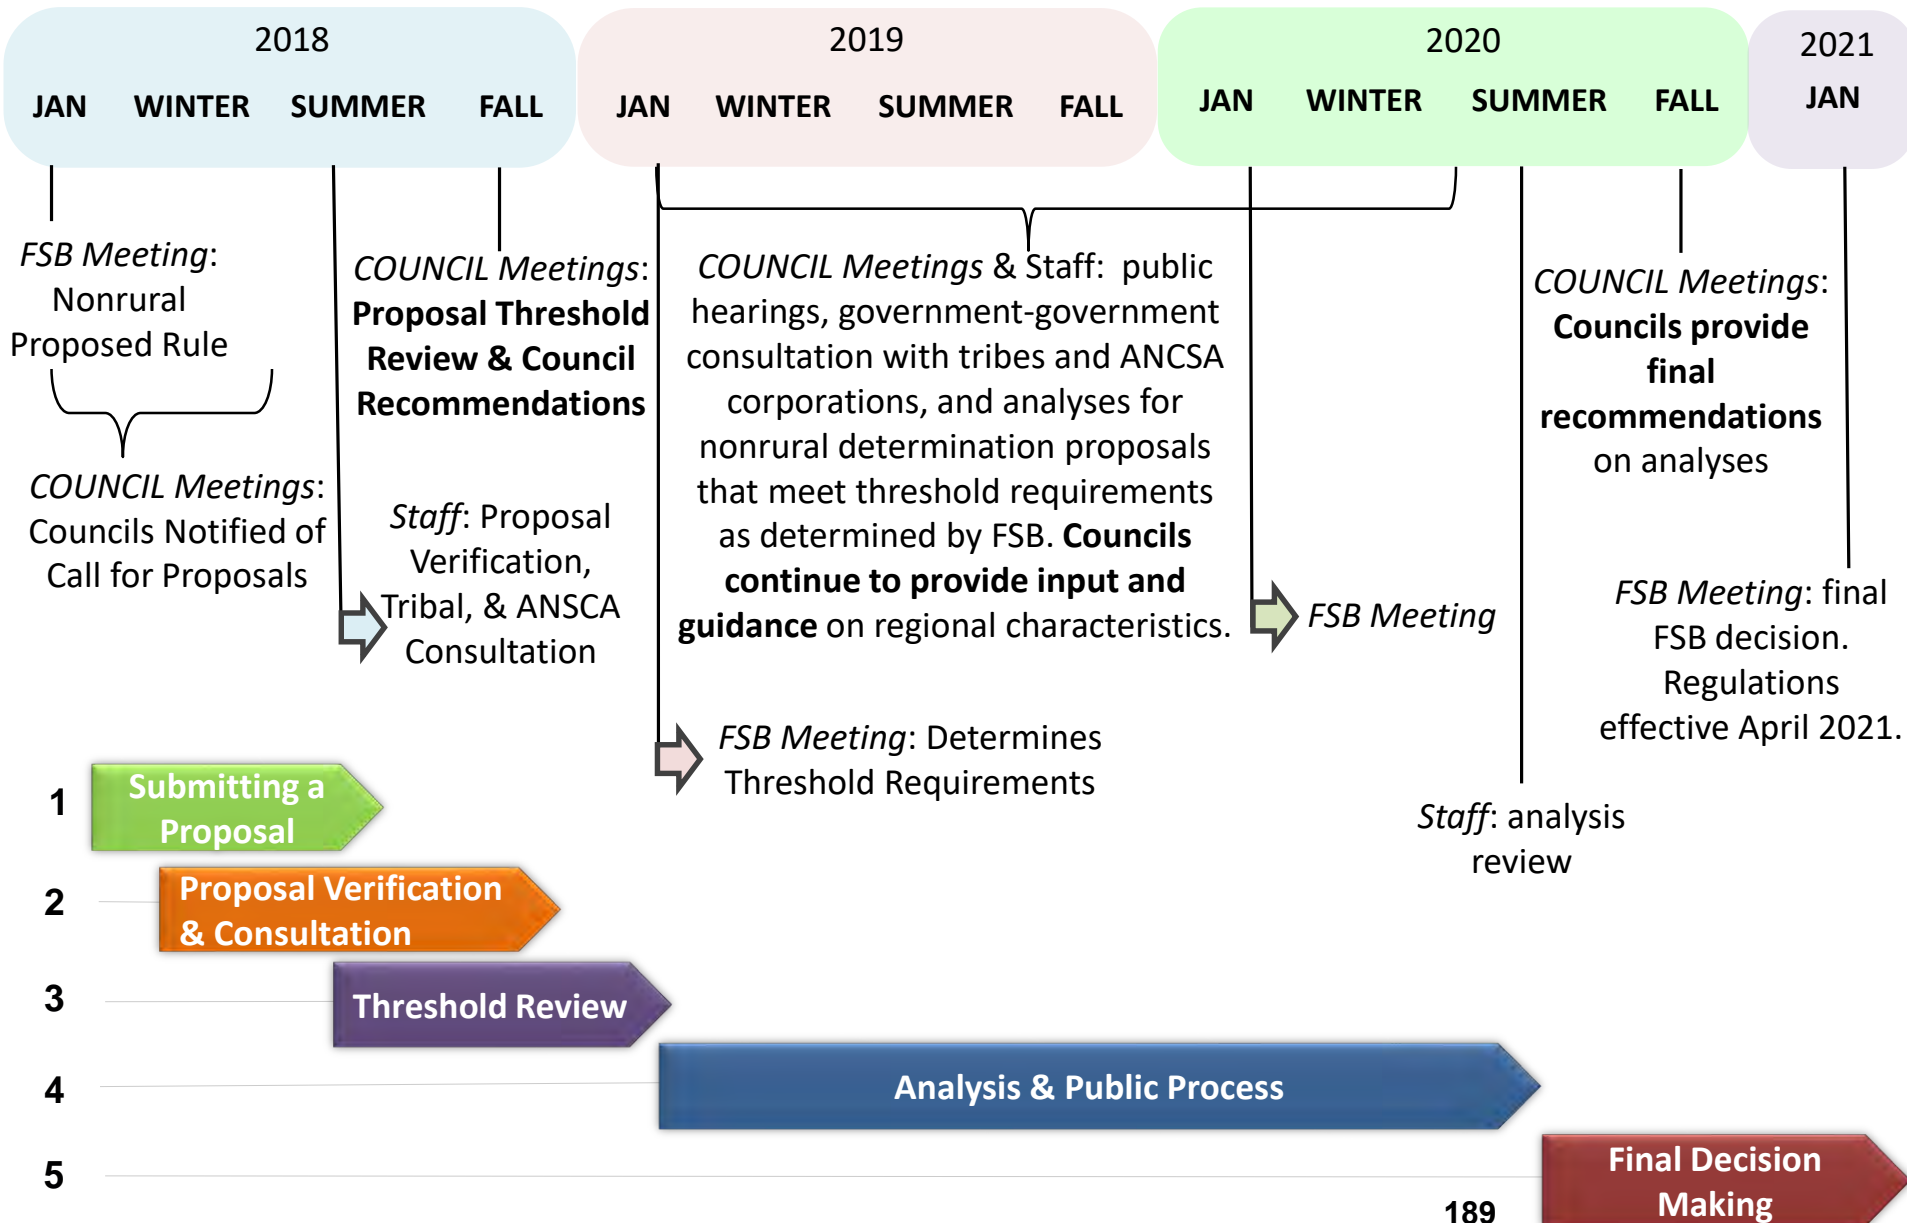 2018
JAN WINTER SUMMER FALL
2019
JAN WINTER SUMMER FALL
2020
JAN WINTER SUMMER FALL
2021
JAN
FSB Meeting:
Nonrural
Proposed Rule
COUNCIL Meetings:
Councils Notified of
Call for Proposals
COUNCIL Meetings:
Proposal Threshold
Review & Council
Recommendations
Staff: Proposal
Verification,
Tribal, & ANSCA
Consultation
COUNCIL Meetings & Staff: public
hearings, government-government
consultation with tribes and ANCSA
corporations, and analyses for
nonrural determination proposals
that meet threshold requirements
as determined by FSB. Councils
continue to provide input and
guidance on regional characteristics.
FSB Meeting: Determines
Threshold Requirements
FSB Meeting
COUNCIL Meetings:
Councils provide
final
recommendations
on analyses
Staff: analysis
review
FSB Meeting: final
FSB decision.
Regulations
effective April 2021.
1
Submitting a
Proposal
2
Proposal Verification
& Consultation
3
Threshold Review
4
Analysis & Public Process
5
Final Decision
Making
189